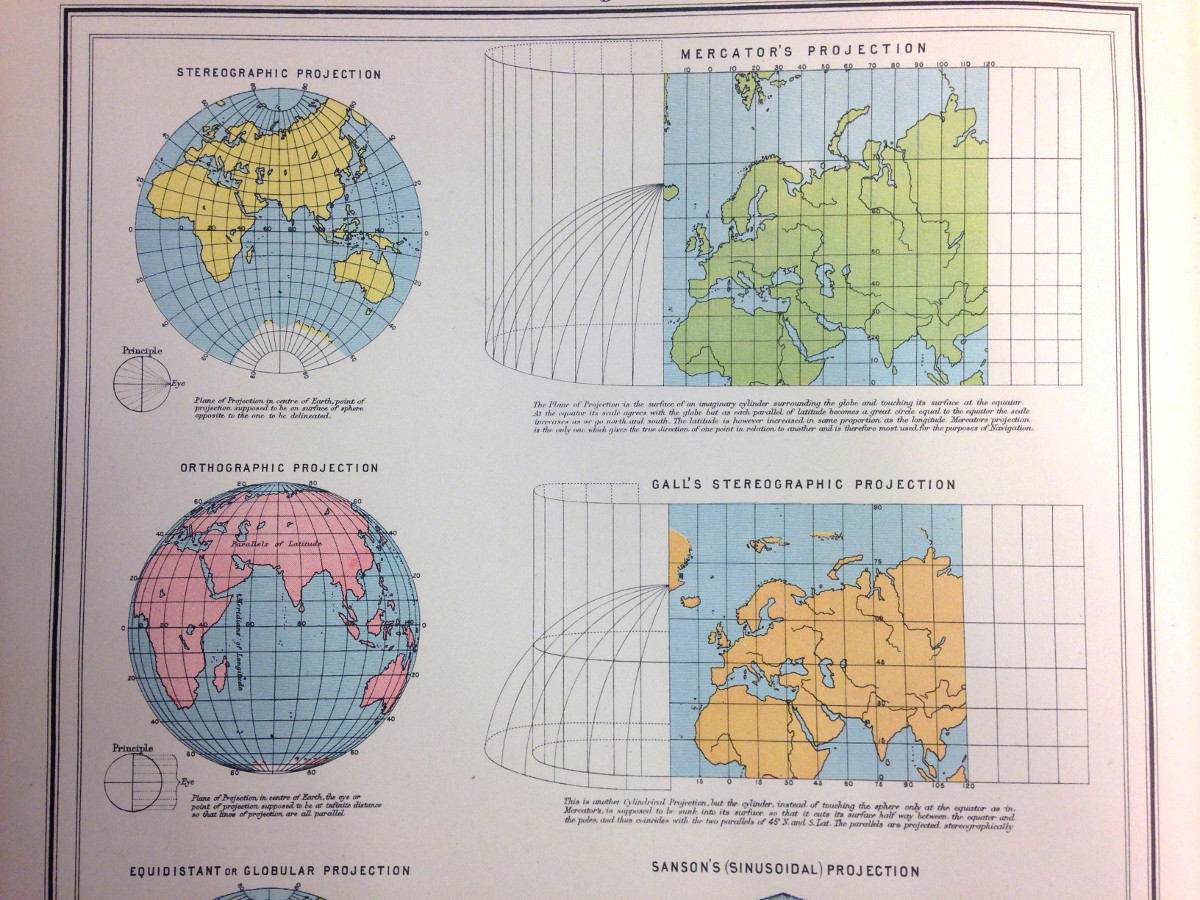 STEREOGRAPHIC PROJECTION
Principle
Eye
Plane of Projection in centre of Earth, point of
projection supposed to be on surface of sphere
opposite to the one to be delineated.
MERCATOR'S PROJECTION
10 0 10 20 30 40 50 60 70 80 90 100 110 120
The Plane of Projection is the surface of an imaginary cylinder surrounding the globe and touching its surface at the equator.
At the equator its scale agrees with the globe but as each parallel of latitude becomes a great circle equal to the equator the scale
increases as we go north and south. The latitude is however increased in same proportion as the longitude. Mercators projection
is the only one which gives the true direction of one point in relation to another and is therefore most used for the purposes of Navigation.
ORTHOGRAPHIC PROJECTION
Parallels of Latitude
Meridians of Longitude
Principle
Eye
Plane of Projection in centre of Earth, the eye or
point of projection supposed to be at infinite distance
so that lines of projection are all parallel.
GALL'S STEREOGRAPHIC PROJECTION
90
75
60
45
30
15
15 0 15 30 45 60 75 90 105 120
This is another Cylindrical Projection, but the cylinder, instead of touching the sphere only at the equator as in
Mercators, is supposed to be sunk into its surface so that it cuts its surface half way between the equator and
the poles, and thus coincides with the two parallels of 45° N. and S. Lat. The parallels are projected stereographically
EQUIDISTANT OR GLOBULAR PROJECTION
SANSON'S (SINUSOIDAL) PROJECTION